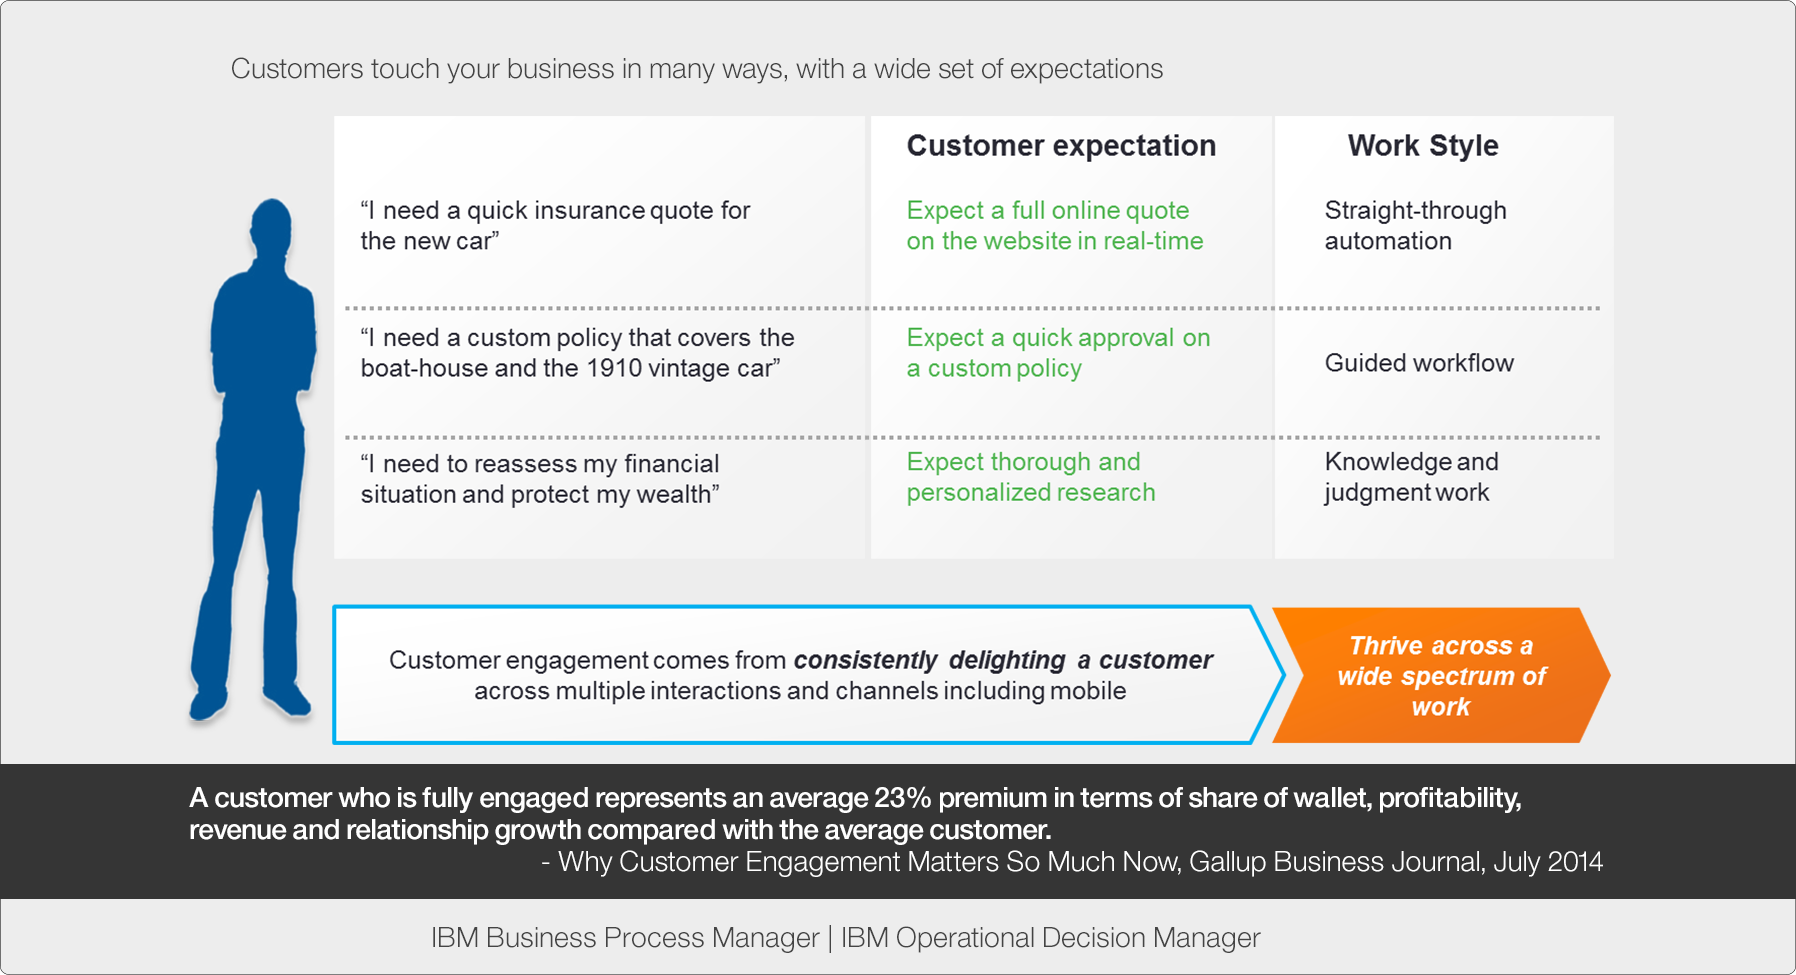 Customers touch your business in many ways, with a wide set of expectations
Customer expectation
Work Style
“I need a quick insurance quote for
the new car”
Expect a full online quote
on the website in real-time
Straight-through
automation
“I need a custom policy that covers the
boat-house and the 1910 vintage car”
Expect a quick approval on
a custom policy
Guided workflow
“I need to reassess my financial
situation and protect my wealth”
Expect thorough and
personalized research
Knowledge and
judgment work
Customer engagement comes from consistently delighting a customer
across multiple interactions and channels including mobile
Thrive across a
wide spectrum of
work
A customer who is fully engaged represents an average 23% premium in terms of share of wallet, profitability,
revenue and relationship growth compared with the average customer.
- Why Customer Engagement Matters So Much Now, Gallup Business Journal, July 2014
IBM Business Process Manager | IBM Operational Decision Manager